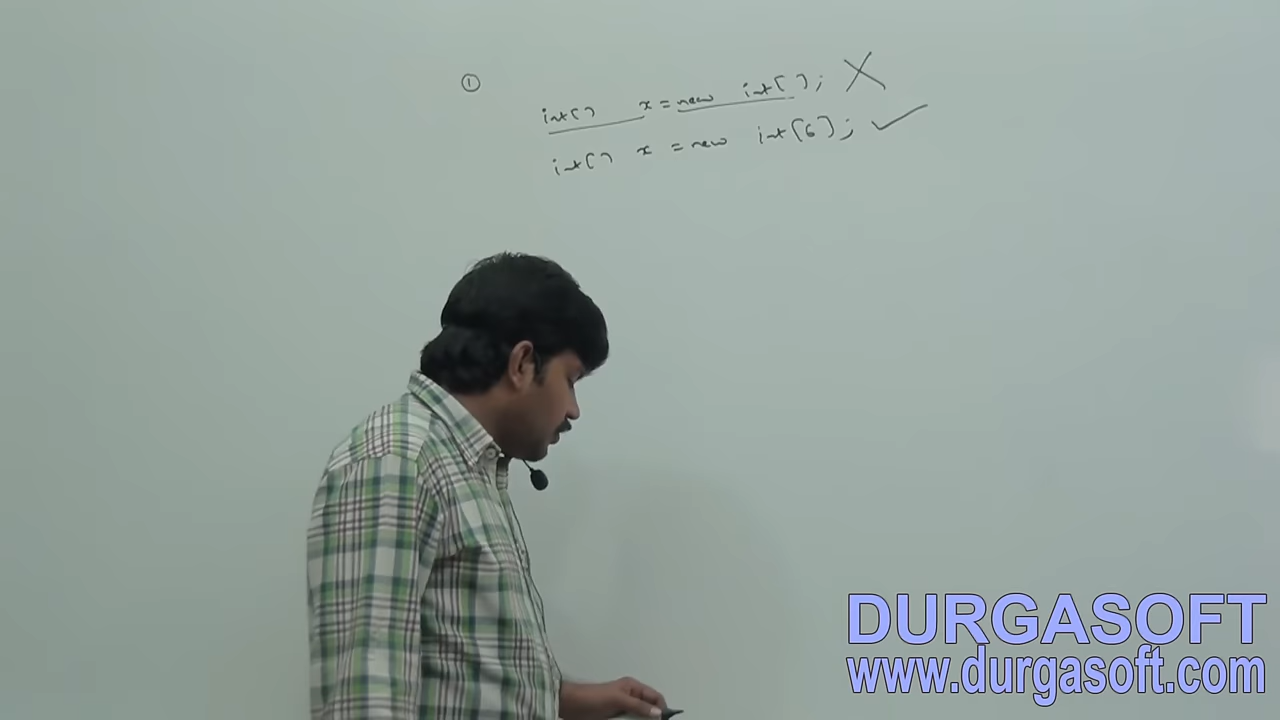 ① int[] x = new int[]; X
int[] x = new int[6]; ✓
DURGASOFT
www.durgasoft.com